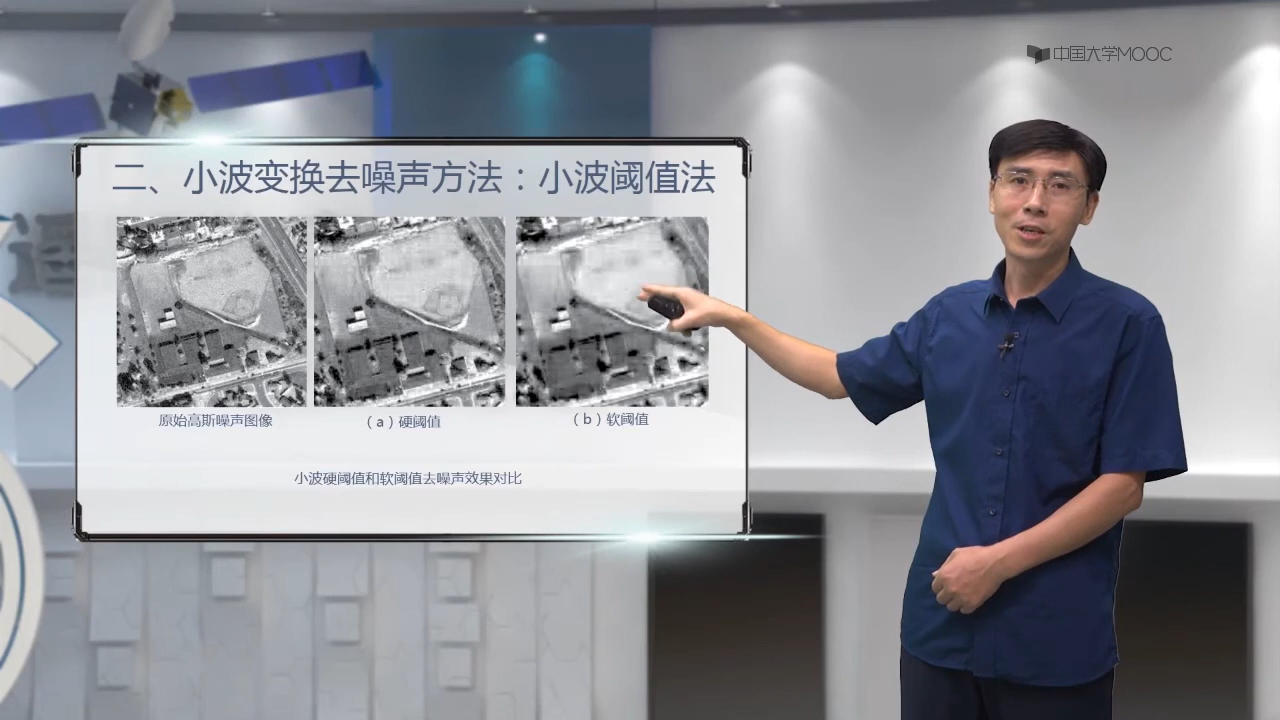 中国大学MOOC
二、小波变换去噪声方法：小波阈值法
原始高斯噪声图像
（a）硬阈值
（b）软阈值
小波硬阈值和软阈值去噪声效果对比